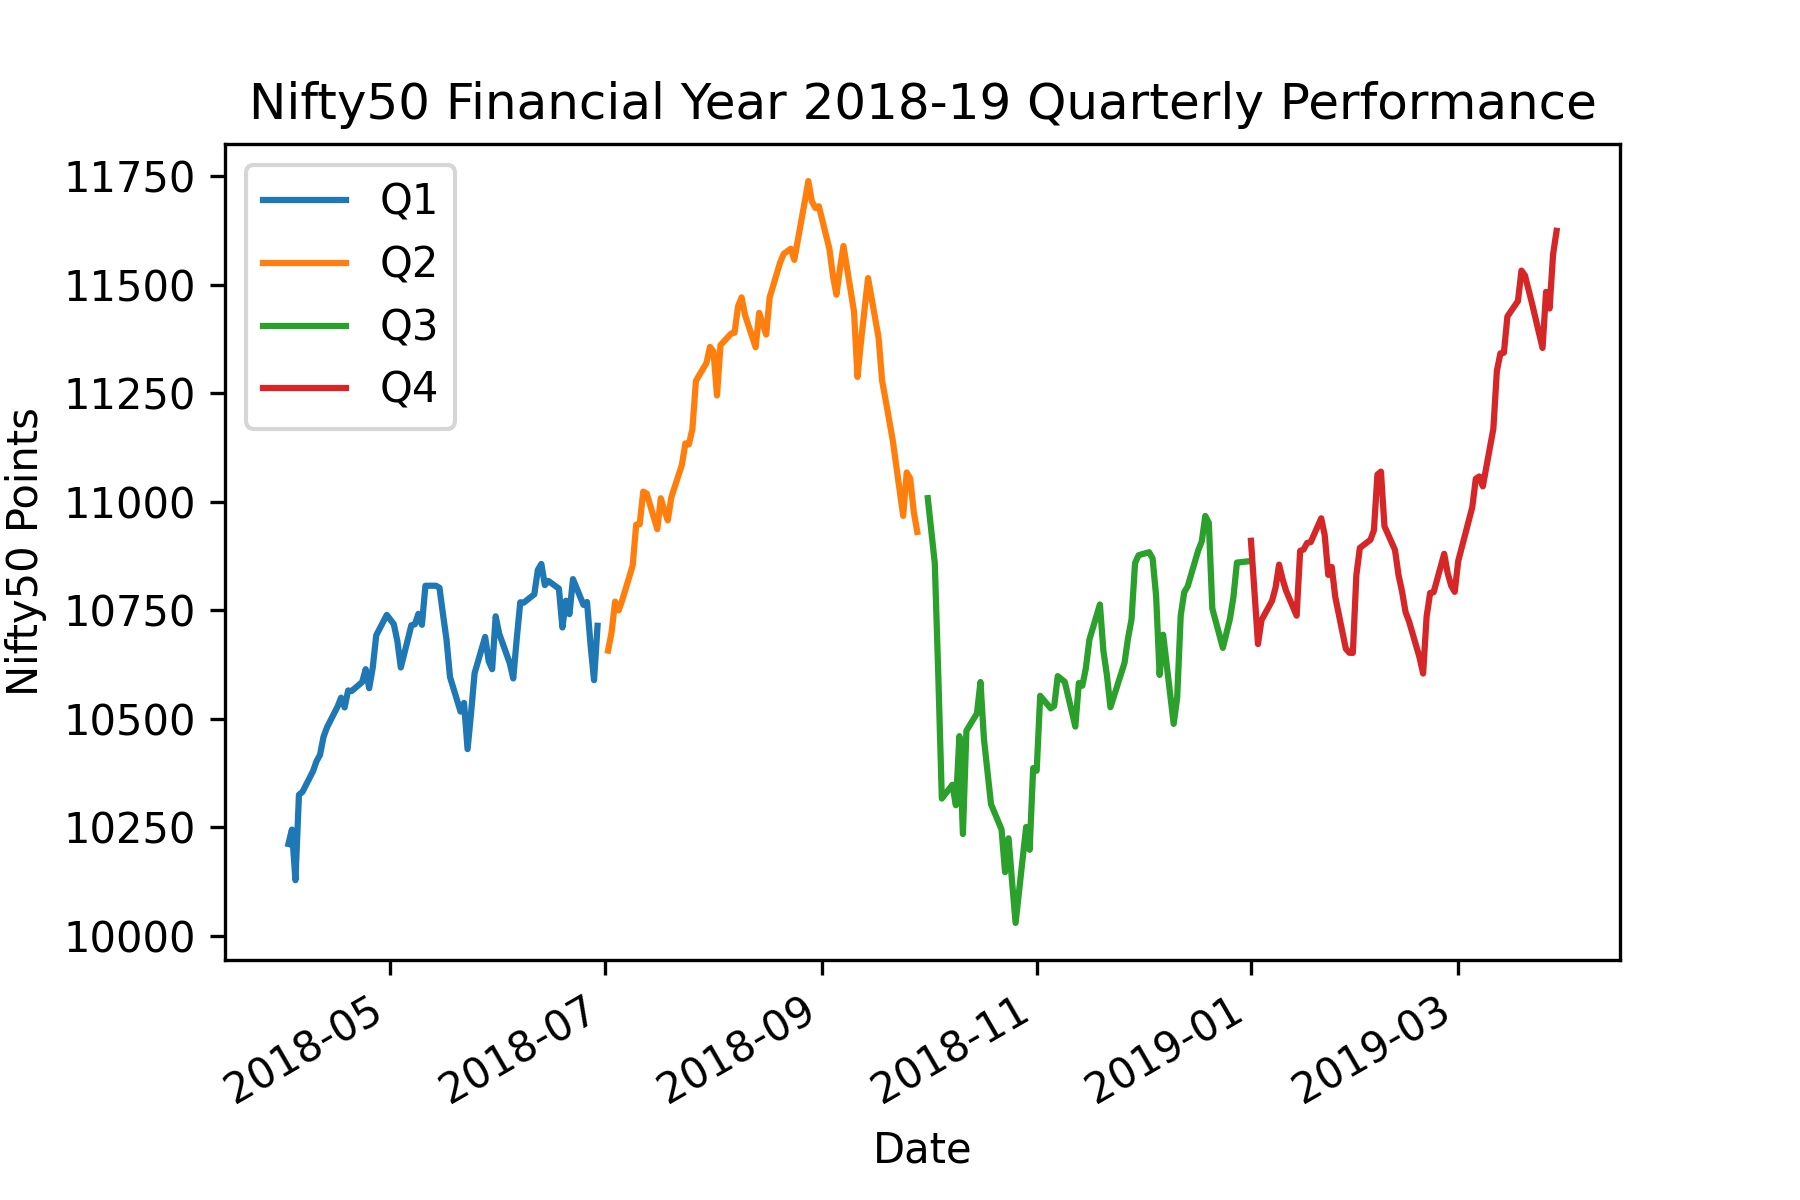 Nifty50 Financial Year 2018-19 Quarterly Performance
Q1
Q2
Q3
Q4
Nifty50 Points
11750
11500
11250
11000
10750
10500
10250
10000
2018-05
2018-07
2018-09
2018-11
2019-01
2019-03
Date